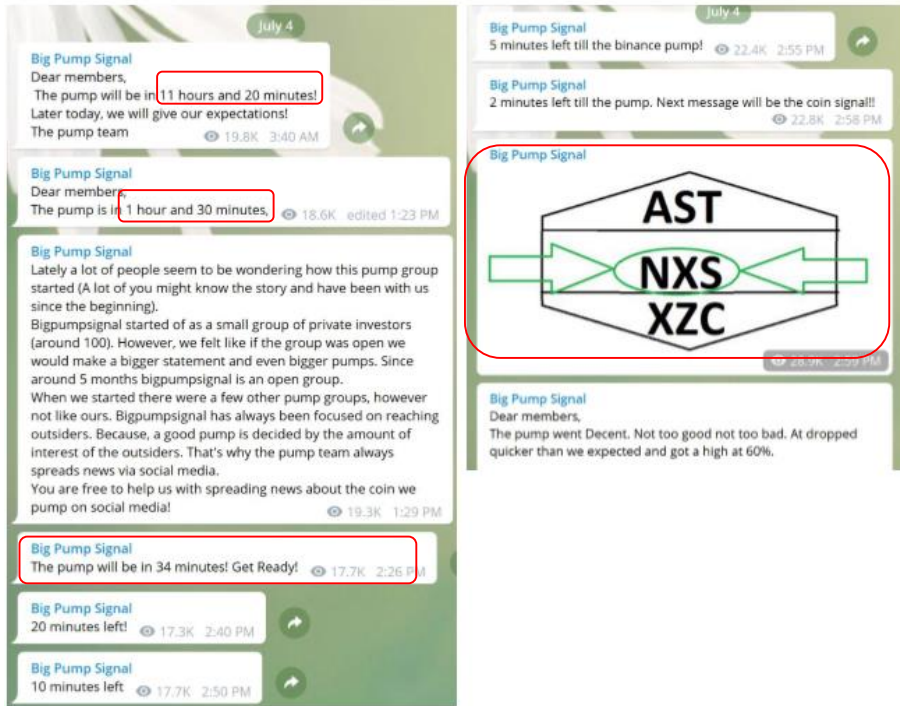 July 4
Big Pump Signal
Dear members,
The pump will be in 11 hours and 20 minutes!
Later today, we will give our expectations!
The pump team 19.8K 3:40 AM
Big Pump Signal
Dear members,
The pump is in 1 hour and 30 minutes, 18.6K edited 1:23 PM
Big Pump Signal
Lately a lot of people seem to be wondering how this pump group
started (A lot of you might know the story and have been with us
since the beginning).
Bigpumpsignal started of as a small group of private investors
(around 100). However, we felt like if the group was open we
would make a bigger statement and even bigger pumps. Since
around 5 months bigpumpsignal is an open group.
When we started there were a few other pump groups, however
not like ours. Bigpumpsignal has always been focused on reaching
outsiders. Because, a good pump is decided by the amount of
interest of the outsiders. That's why the pump team always
spreads news via social media.
You are free to help us with spreading news about the coin we
pump on social media! 19.3K 1:29 PM
Big Pump Signal
The pump will be in 34 minutes! Get Ready! 17.7K 2:26 PM
Big Pump Signal
20 minutes left! 17.3K 2:40 PM
Big Pump Signal
10 minutes left 17.7K 2:50 PM
July 4
Big Pump Signal
5 minutes left till the binance pump! 22.4K 2:55 PM
Big Pump Signal
2 minutes left till the pump. Next message will be the coin signal!!
22.8K 2:58 PM
Big Pump Signal
AST
NXS
XZC
2:59 PM
Big Pump Signal
Dear members,
The pump went Decent. Not too good not too bad. At dropped
quicker than we expected and got a high at 60%.